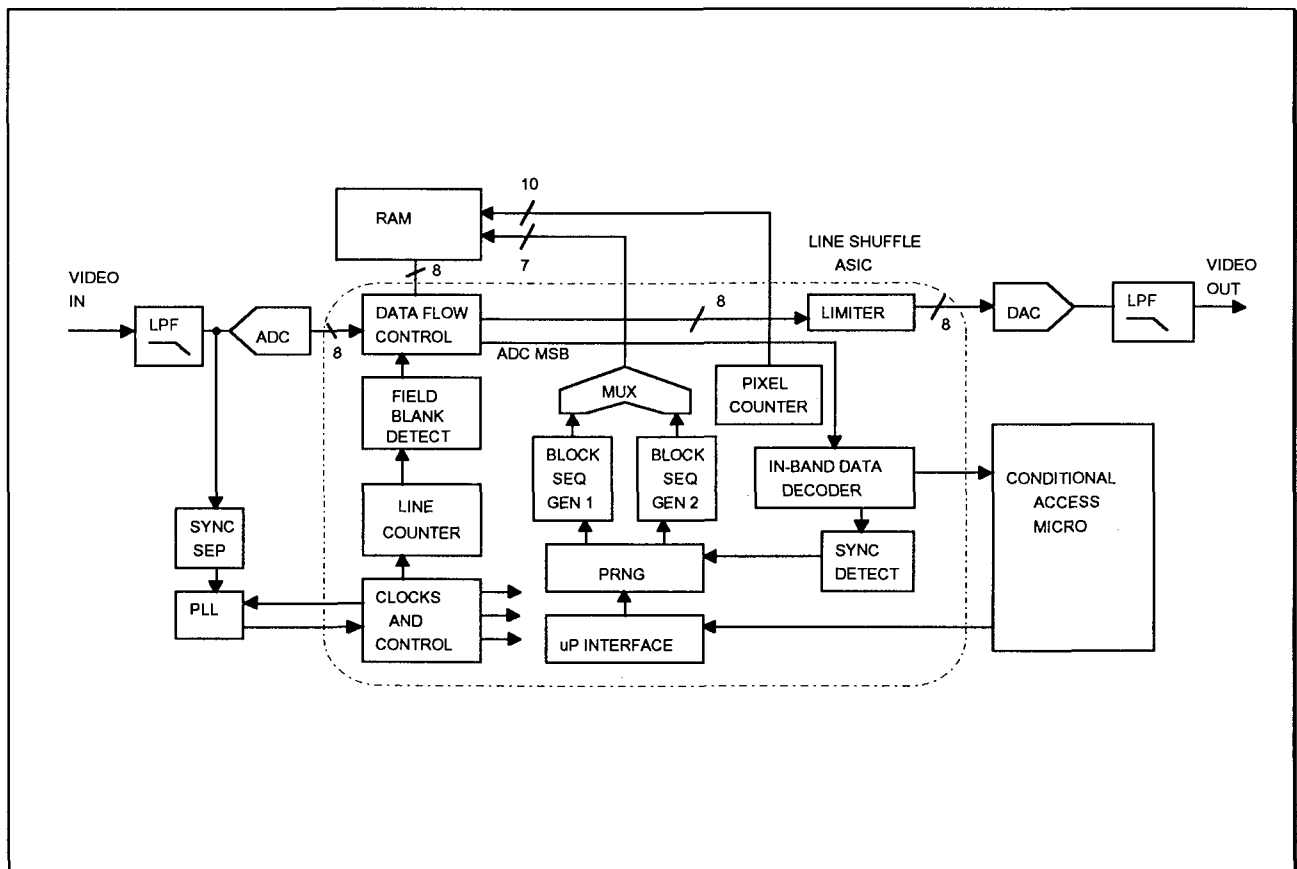 10
RAM
7
LINE SHUFFLE
ASIC
VIDEO
IN
8
VIDEO
OUT
LPF
ADC
8
DATA FLOW
CONTROL
8
LIMITER
8
DAC
LPF
ADC MSB
FIELD
BLANK
DETECT
MUX
PIXEL
COUNTER
BLOCK
SEQ
GEN 1
BLOCK
SEQ
GEN 2
IN-BAND DATA
DECODER
CONDITIONAL
ACCESS
MICRO
LINE
COUNTER
SYNC
SEP
SYNC
DETECT
PRNG
PLL
CLOCKS
AND
CONTROL
uP INTERFACE